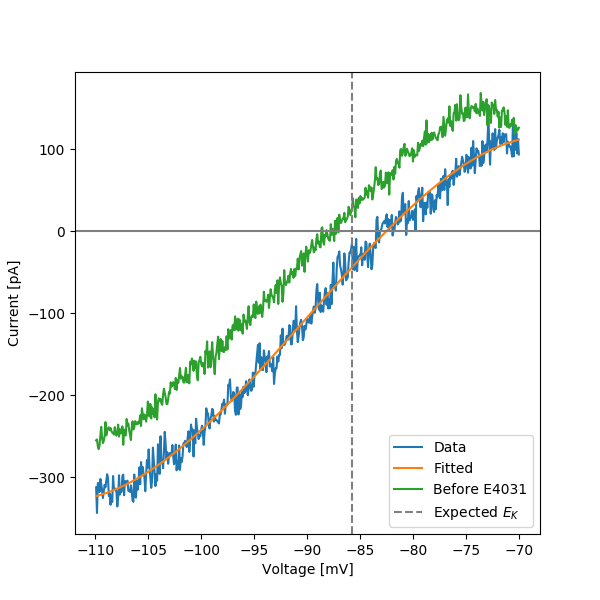 100
0
−100
−200
−300
Current [pA]
−110 −105 −100 −95 −90 −85 −80 −75 −70
Voltage [mV]
Data
Fitted
Before E4031
Expected E_K